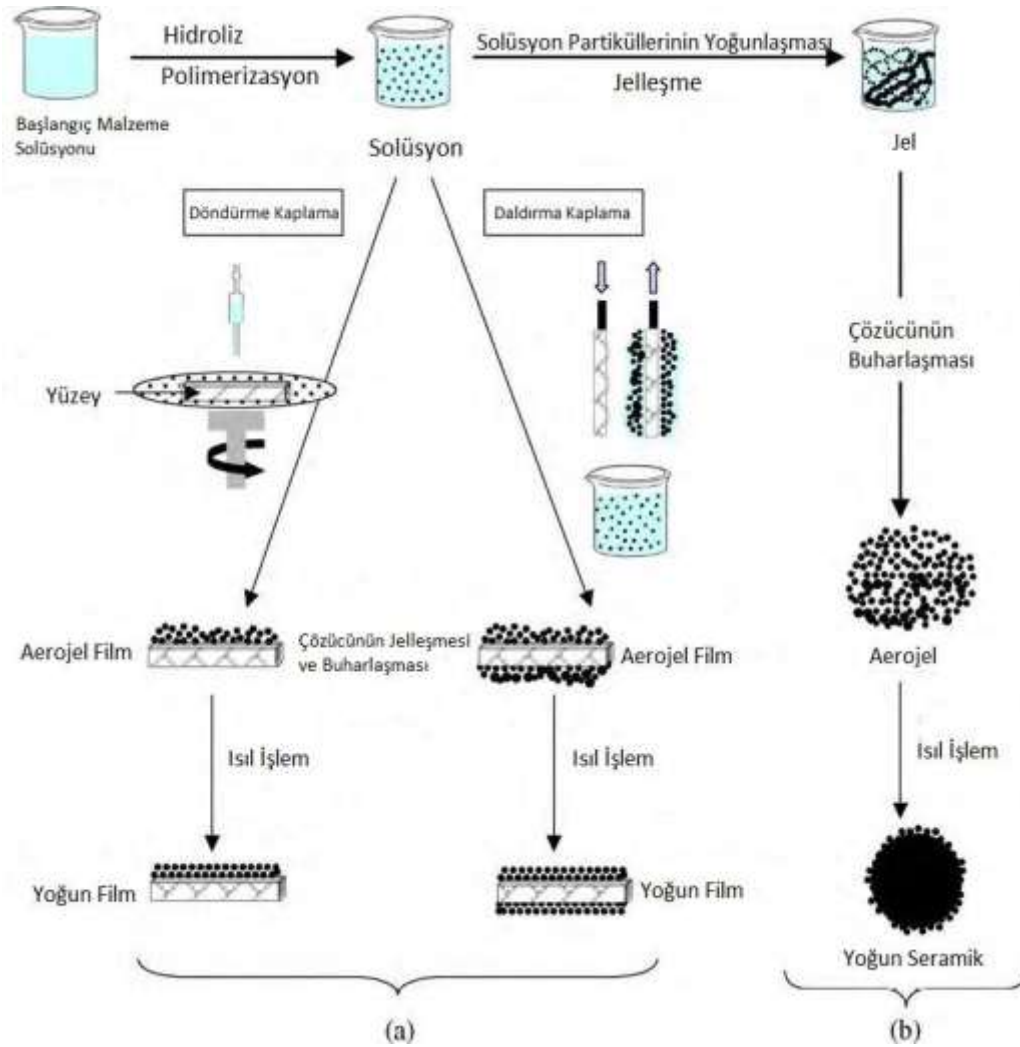 Hidroliz
Polimerizasyon
Solüsyon Partiküllerinin Yoğunlaşması
Jelleşme
Başlangıç Malzeme
Solüsyonu
Solüsyon
Jel
Döndürme Kaplama
Daldırma Kaplama
Çözücünün
Buharlaşması
Yüzey
Aerojel Film
Çözücünün Jelleşmesi
ve Buharlaşması
Aerojel Film
Aerojel
Isıl İşlem
Isıl İşlem
Isıl İşlem
Yoğun Film
Yoğun Film
Yoğun Seramik
(a)
(b)